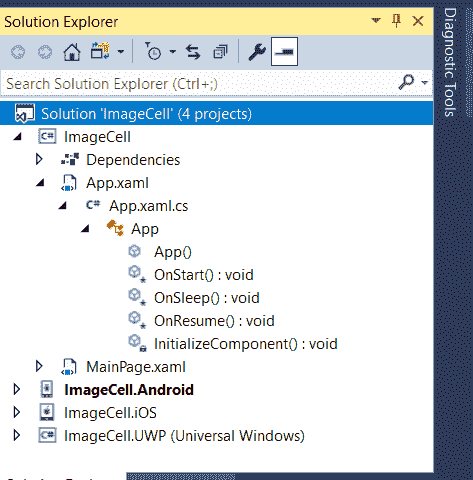 Solution Explorer
Search Solution Explorer (Ctrl+;)
Solution 'ImageCell' (4 projects)
C# ImageCell
Dependencies
App.xaml
C# App.xaml.cs
App
App()
OnStart() : void
OnSleep() : void
OnResume() : void
InitializeComponent() : void
MainPage.xaml
ImageCell.Android
ImageCell.iOS
C# ImageCell.UWP (Universal Windows)
Diagnostic Tools